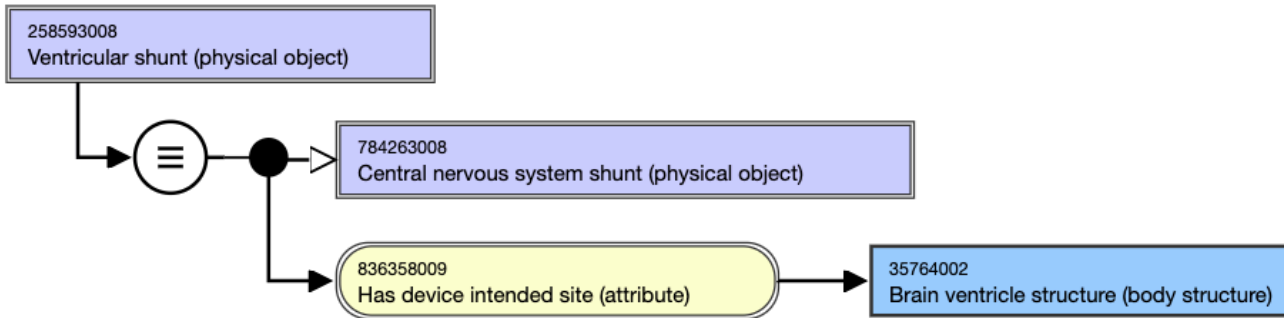 258593008
Ventricular shunt (physical object)
784263008
Central nervous system shunt (physical object)
836358009
Has device intended site (attribute)
35764002
Brain ventricle structure (body structure)